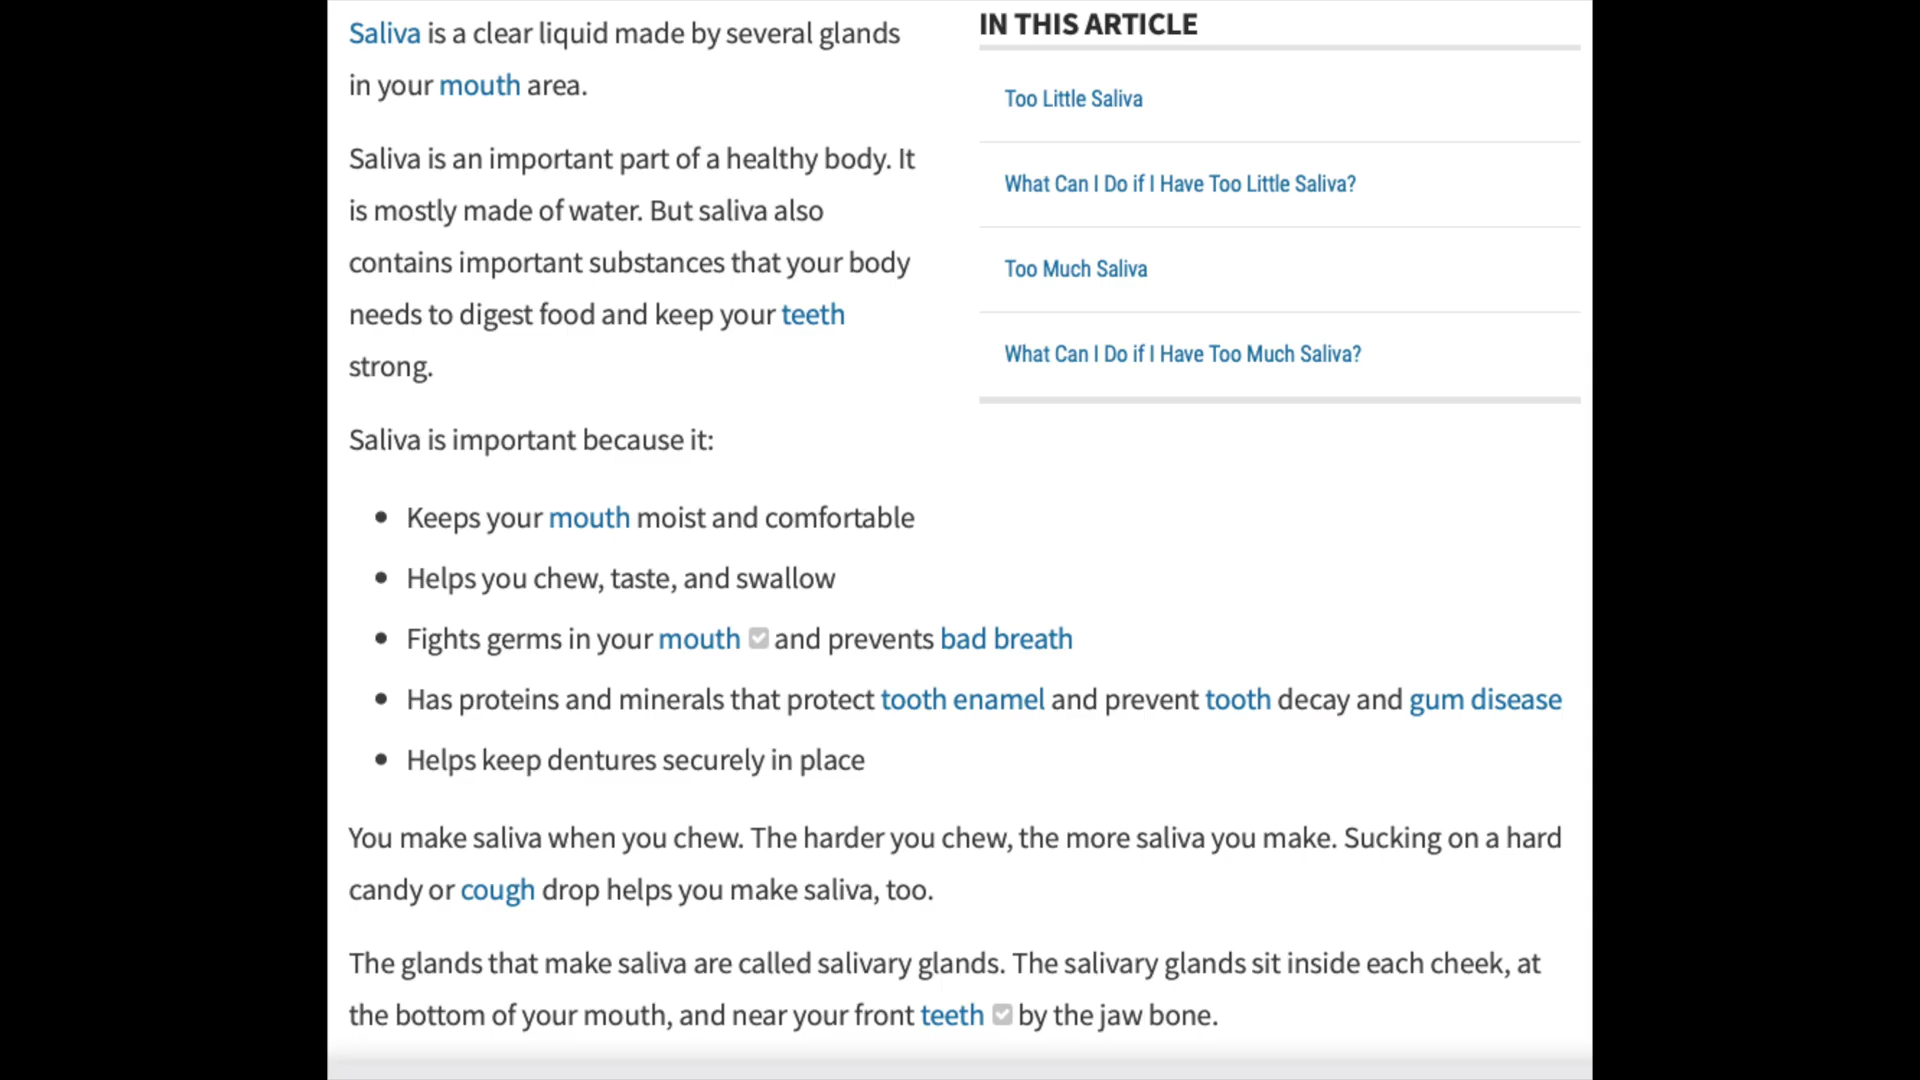 Saliva is a clear liquid made by several glands
in your mouth area.
Saliva is an important part of a healthy body. It
is mostly made of water. But saliva also
contains important substances that your body
needs to digest food and keep your teeth
strong.
IN THIS ARTICLE
Too Little Saliva
What Can I Do if I Have Too Little Saliva?
Too Much Saliva
What Can I Do if I Have Too Much Saliva?
Saliva is important because it:
• Keeps your mouth moist and comfortable
• Helps you chew, taste, and swallow
• Fights germs in your mouth and prevents bad breath
• Has proteins and minerals that protect tooth enamel and prevent tooth decay and gum disease
• Helps keep dentures securely in place
You make saliva when you chew. The harder you chew, the more saliva you make. Sucking on a hard
candy or cough drop helps you make saliva, too.
The glands that make saliva are called salivary glands. The salivary glands sit inside each cheek, at
the bottom of your mouth, and near your front teeth by the jaw bone.